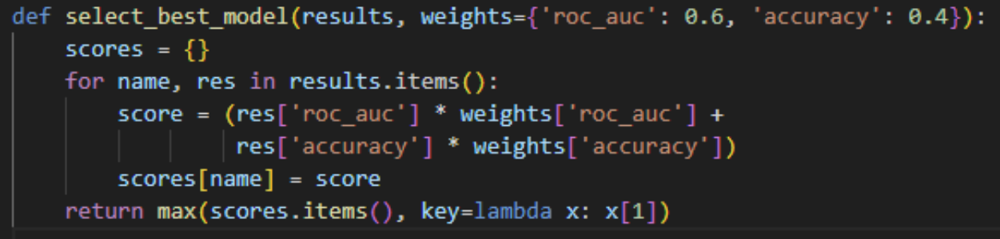 def select_best_model(results, weights={'roc_auc': 0.6, 'accuracy': 0.4}):
    scores = {}
    for name, res in results.items():
        score = (res['roc_auc'] * weights['roc_auc'] +
                 res['accuracy'] * weights['accuracy'])
        scores[name] = score
    return max(scores.items(), key=lambda x: x[1])